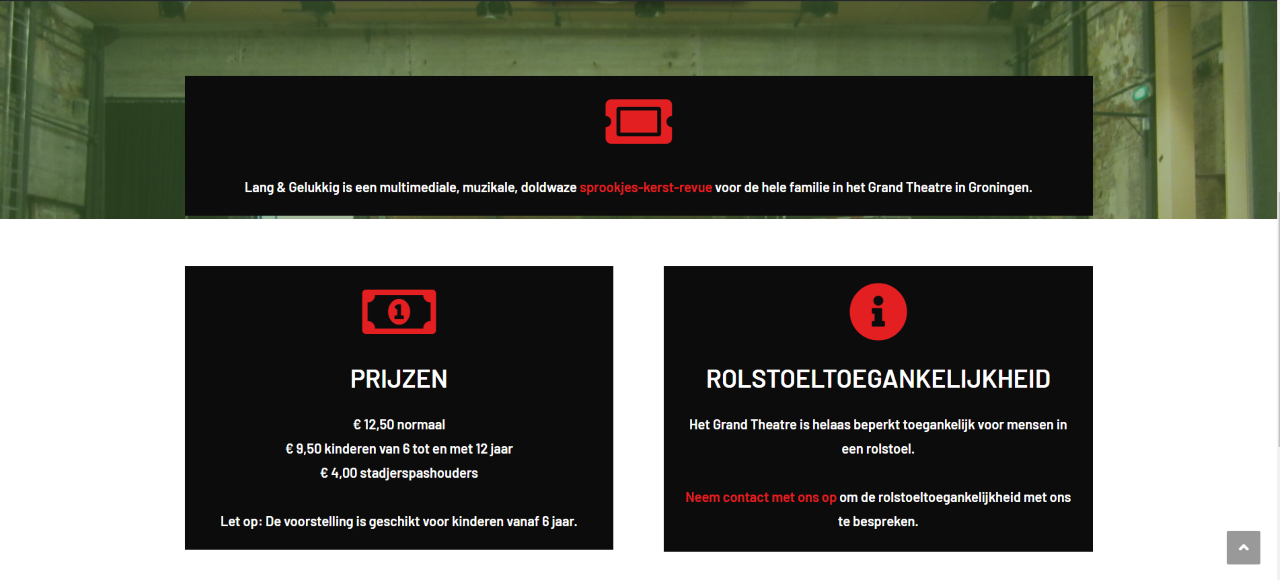 Lang & Gelukkig is een multimediale, muzikale, doldwaze sprookjes-kerst-revue voor de hele familie in het Grand Theatre in Groningen.
1
PRIJZEN
€ 12,50 normaal
€ 9,50 kinderen van 6 tot en met 12 jaar
€ 4,00 stadjerspashouders
Let op: De voorstelling is geschikt voor kinderen vanaf 6 jaar.
ROLSTOELTOEGANKELIJKHEID
Het Grand Theatre is helaas beperkt toegankelijk voor mensen in
een rolstoel.
Neem contact met ons op om de rolstoeltoegankelijkheid met ons
te bespreken.